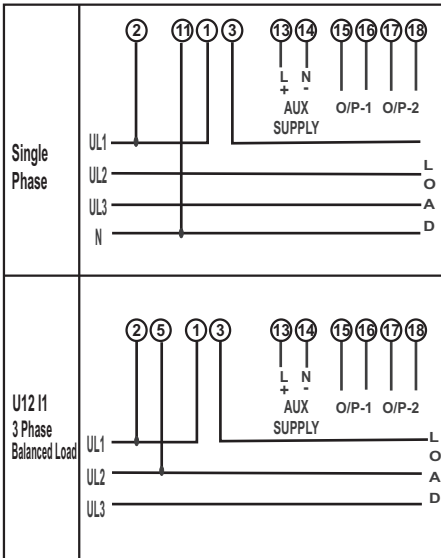 2 11 1 3 13 14 15 16 17 18
L N
+ -
AUX O/P-1 O/P-2
SUPPLY
Single
Phase
UL1
UL2
UL3
N
L
O
A
D
2 5 1 3 13 14 15 16 17 18
L N
+ -
AUX O/P-1 O/P-2
SUPPLY
U12 I1
3 Phase
Balanced Load
UL1
UL2
UL3
L
O
A
D